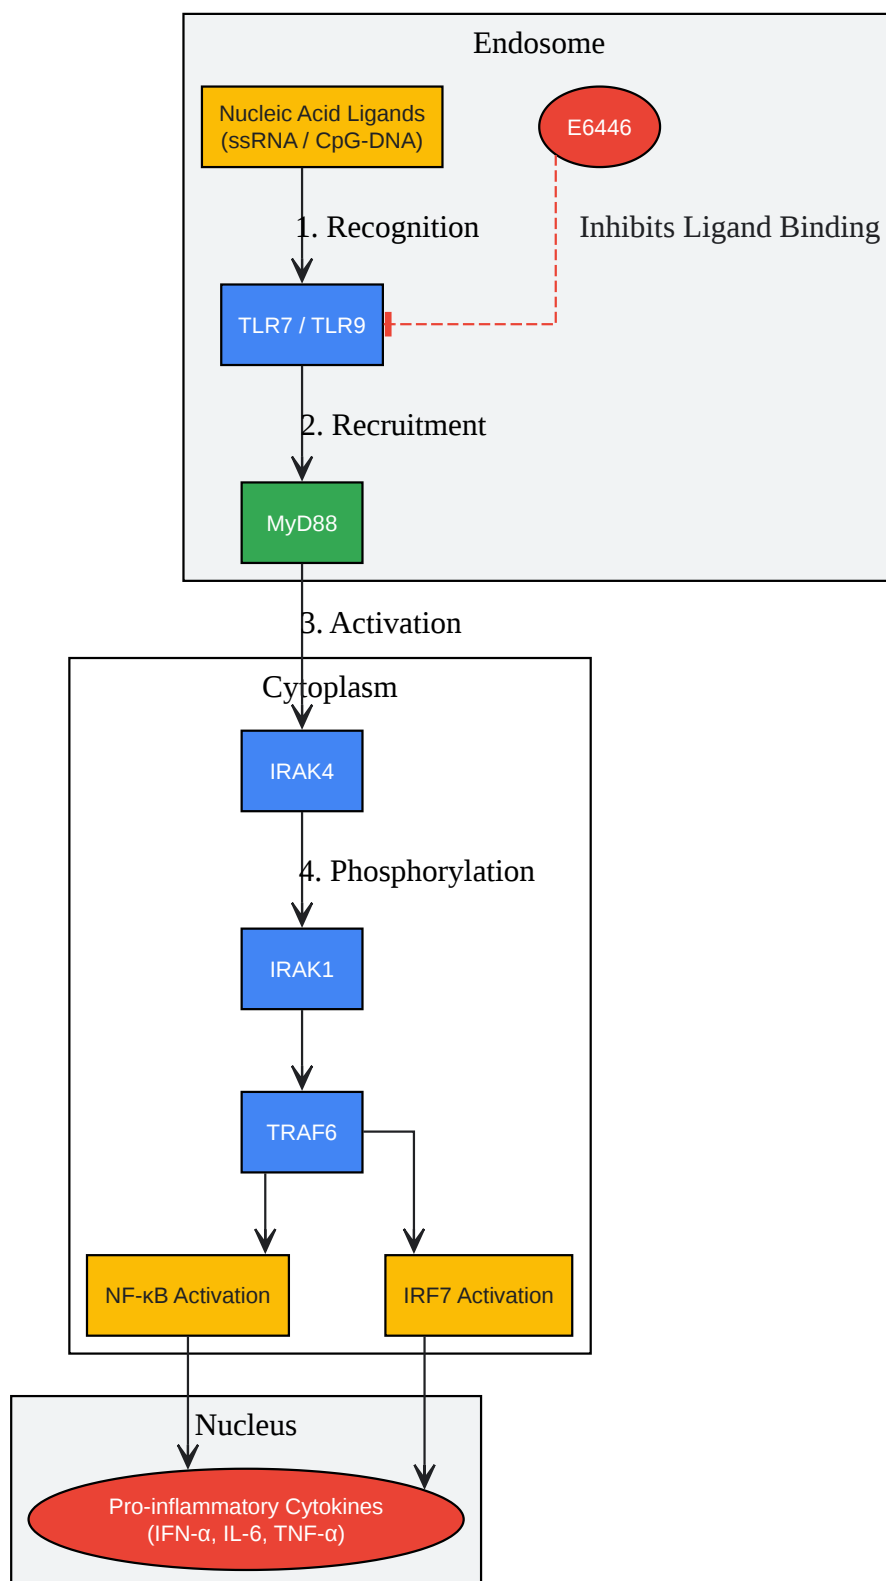 Endosome
Nucleic Acid Ligands
(ssRNA / CpG-DNA)
E6446
1. Recognition
Inhibits Ligand Binding
TLR7 / TLR9
2. Recruitment
MyD88
3. Activation
Cytoplasm
IRAK4
4. Phosphorylation
IRAK1
TRAF6
NF-κB Activation
IRF7 Activation
Nucleus
Pro-inflammatory Cytokines
(IFN-α, IL-6, TNF-α)